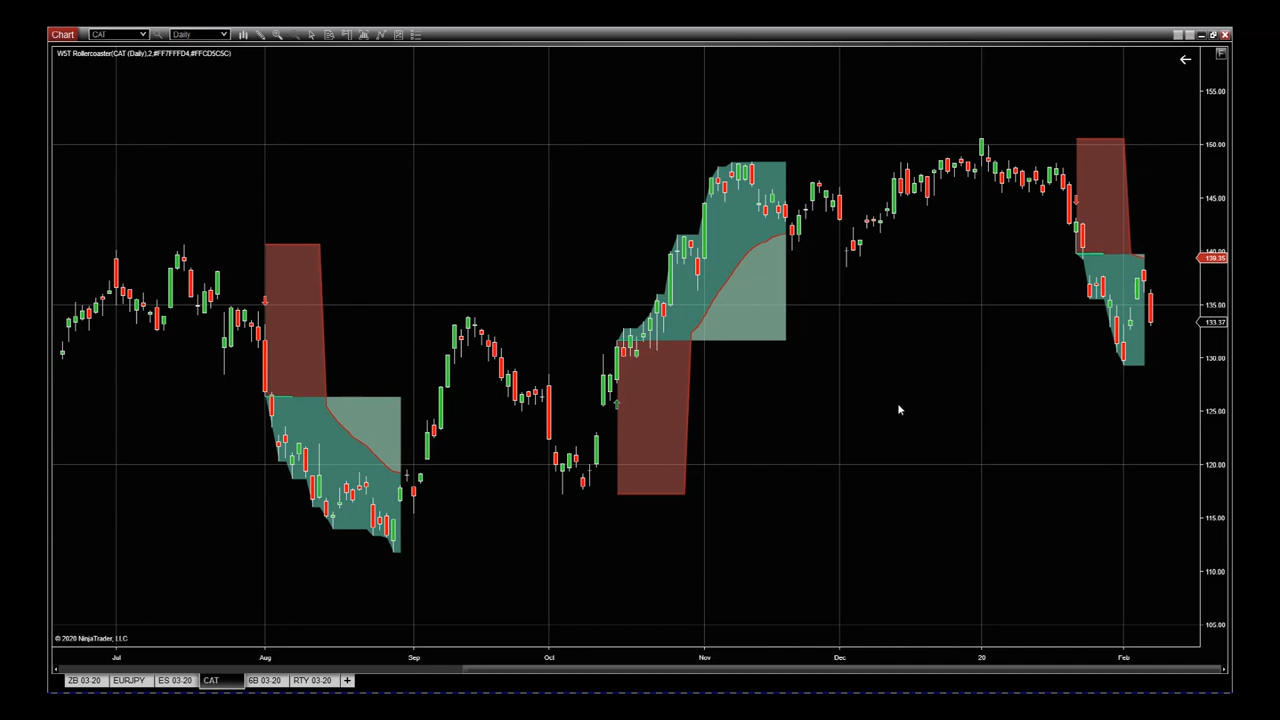 Chart CAT Daily
WST Rollercoaster(CAT (Daily),2,#FF7FFFD4,#FFCD5C5C)
F
155.00
150.00
145.00
140.00
139.35
135.00
133.37
130.00
125.00
120.00
115.00
110.00
105.00
© 2020 NinjaTrader, LLC
Jul Aug Sep Oct Nov Dec 20 Feb
ZB 03-20 EURJPY ES 03-20 CAT 6B 03-20 RTY 03-20 +